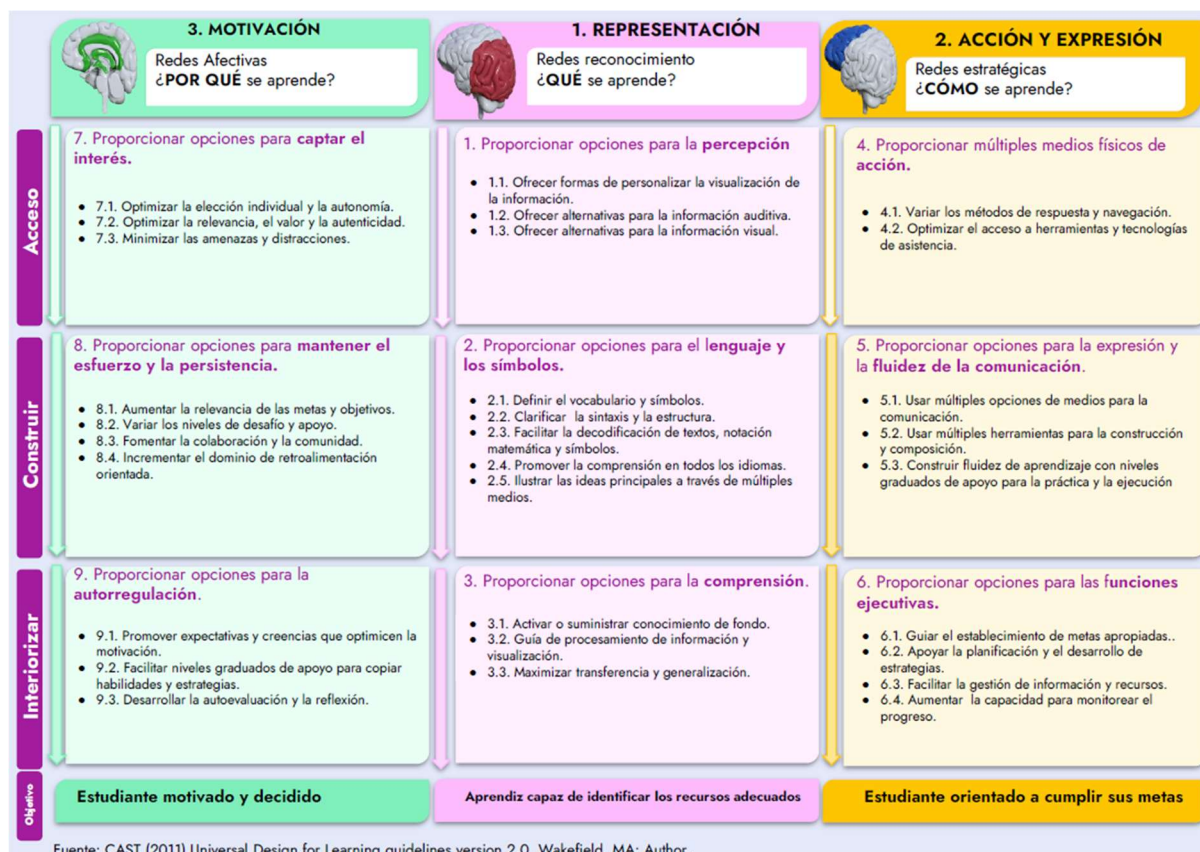 3. MOTIVACIÓN
Redes Afectivas
¿POR QUÉ se aprende?
1. REPRESENTACIÓN
Redes reconocimiento
¿QUÉ se aprende?
2. ACCIÓN Y EXPRESIÓN
Redes estratégicas
¿CÓMO se aprende?
Acceso
7. Proporcionar opciones para captar el
interés.
• 7.1. Optimizar la elección individual y la autonomía.
• 7.2. Optimizar la relevancia, el valor y la autenticidad.
• 7.3. Minimizar las amenazas y distracciones.
1. Proporcionar opciones para la percepción
• 1.1. Ofrecer formas de personalizar la visualización de
la información.
• 1.2. Ofrecer alternativas para la información auditiva.
• 1.3. Ofrecer alternativas para la información visual.
4. Proporcionar múltiples medios físicos de
acción.
• 4.1. Variar los métodos de respuesta y navegación.
• 4.2. Optimizar el acceso a herramientas y tecnologías
de asistencia.
Construir
8. Proporcionar opciones para mantener el
esfuerzo y la persistencia.
• 8.1. Aumentar la relevancia de las metas y objetivos.
• 8.2. Variar los niveles de desafío y apoyo.
• 8.3. Fomentar la colaboración y la comunidad.
• 8.4. Incrementar el dominio de retroalimentación
orientada.
2. Proporcionar opciones para el lenguaje y
los símbolos.
• 2.1. Definir el vocabulario y símbolos.
• 2.2. Clarificar la sintaxis y la estructura.
• 2.3. Facilitar la decodificación de textos, notación
matemática y símbolos.
• 2.4. Promover la comprensión en todos los idiomas.
• 2.5. Ilustrar las ideas principales a través de múltiples
medios.
5. Proporcionar opciones para la expresión y
la fluidez de la comunicación.
• 5.1. Usar múltiples opciones de medios para la
comunicación.
• 5.2. Usar múltiples herramientas para la construcción
y composición.
• 5.3. Construir fluidez de aprendizaje con niveles
graduados de apoyo para la práctica y la ejecución
Interiorizar
9. Proporcionar opciones para la
autorregulación.
• 9.1. Promover expectativas y creencias que optimicen la
motivación.
• 9.2. Facilitar niveles graduados de apoyo para copiar
habilidades y estrategias.
• 9.3. Desarrollar la autoevaluación y la reflexión.
3. Proporcionar opciones para la comprensión.
• 3.1. Activar o suministrar conocimiento de fondo.
• 3.2. Guía de procesamiento de información y
visualización.
• 3.3. Maximizar transferencia y generalización.
6. Proporcionar opciones para las funciones
ejecutivas.
• 6.1. Guiar el establecimiento de metas apropiadas..
• 6.2. Apoyar la planificación y el desarrollo de
estrategias.
• 6.3. Facilitar la gestión de información y recursos.
• 6.4. Aumentar la capacidad para monitorear el
progreso.
Objetivo
Estudiante motivado y decidido
Aprendiz capaz de identificar los recursos adecuados
Estudiante orientado a cumplir sus metas
Fuente: CAST (2011) Universal Design for Learning guidelines version 2.0. Wakefield, MA: Author